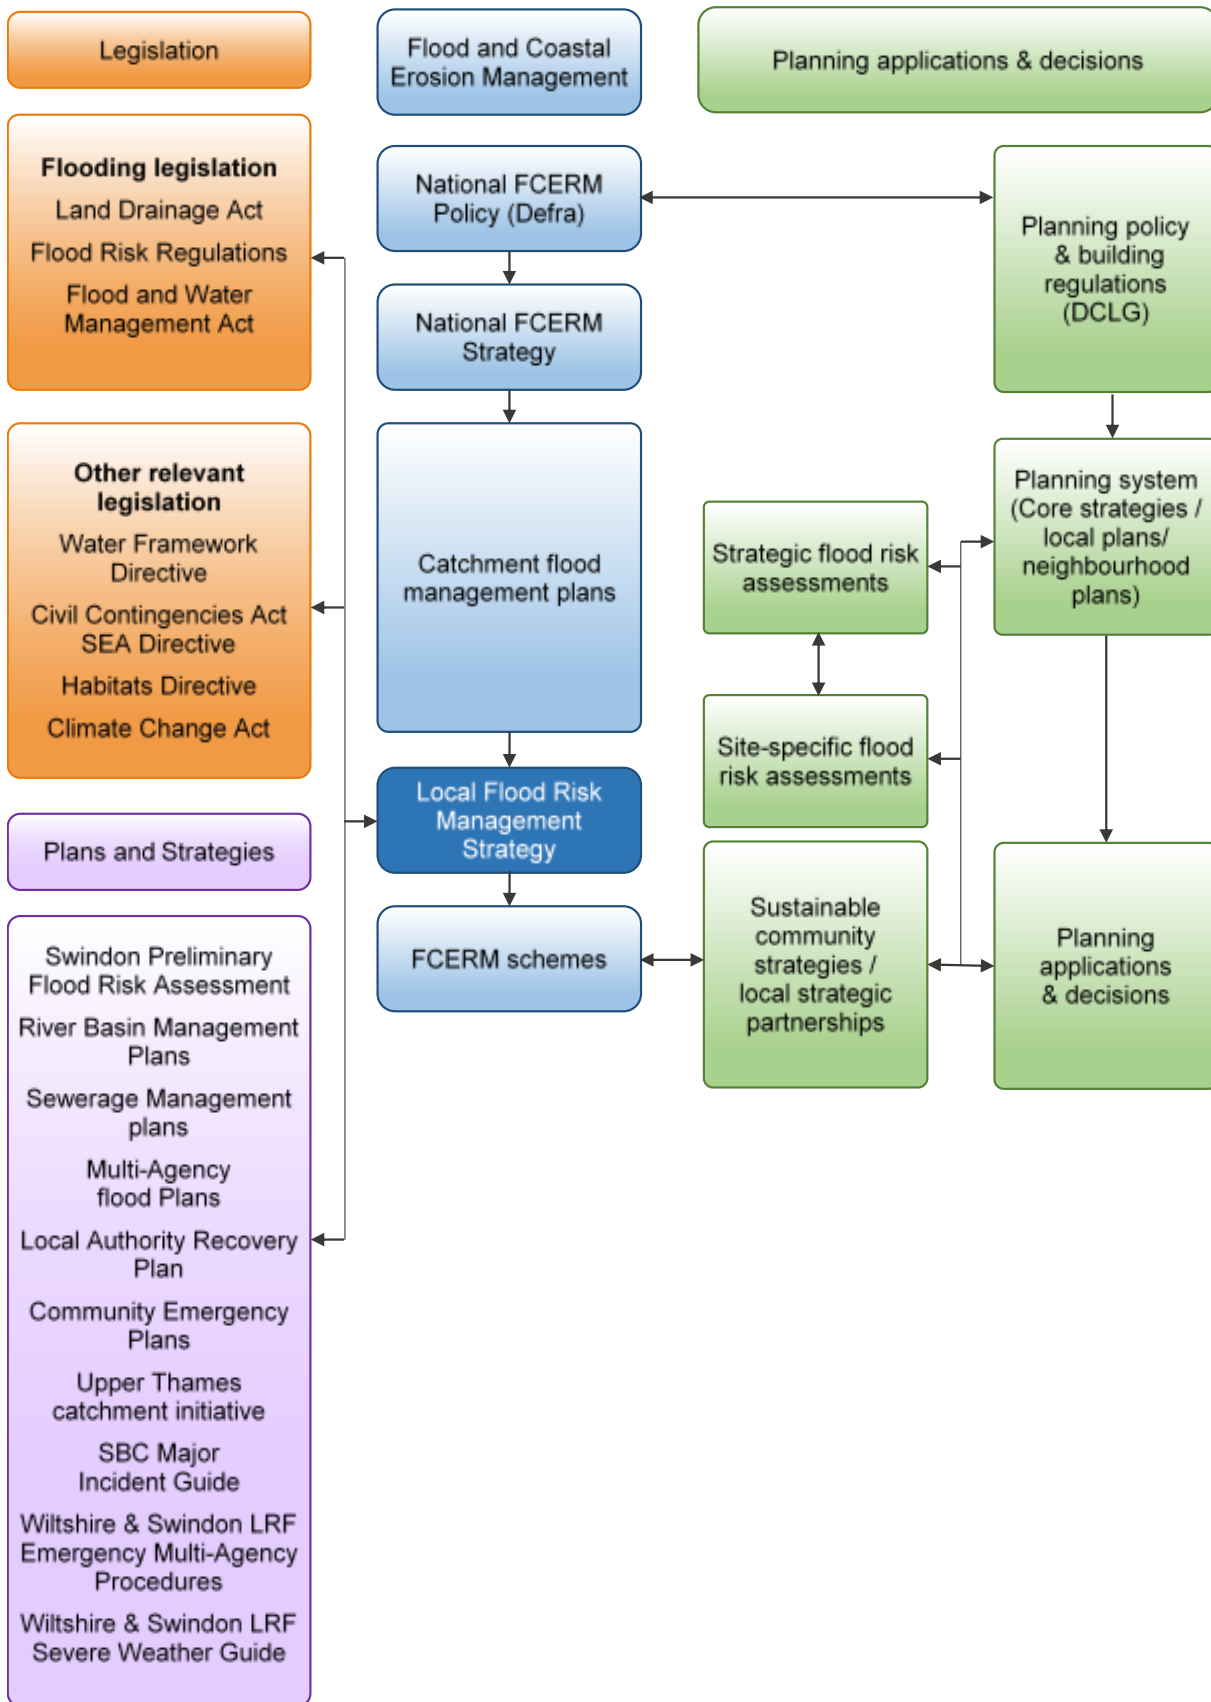 Legislation
Flood and Coastal
Erosion Management
Planning applications & decisions
Flooding legislation
Land Drainage Act
Flood Risk Regulations
Flood and Water
Management Act
Other relevant
legislation
Water Framework
Directive
Civil Contingencies Act
SEA Directive
Habitats Directive
Climate Change Act
Plans and Strategies
Swindon Preliminary
Flood Risk Assessment
River Basin Management
Plans
Sewerage Management
plans
Multi-Agency
flood Plans
Local Authority Recovery
Plan
Community Emergency
Plans
Upper Thames
catchment initiative
SBC Major
Incident Guide
Wiltshire & Swindon LRF
Emergency Multi-Agency
Procedures
Wiltshire & Swindon LRF
Severe Weather Guide
National FCERM
Policy (Defra)
National FCERM
Strategy
Catchment flood
management plans
Local Flood Risk
Management
Strategy
FCERM schemes
Strategic flood risk
assessments
Site-specific flood
risk assessments
Sustainable
community
strategies /
local strategic
partnerships
Planning policy
& building
regulations
(DCLG)
Planning system
(Core strategies /
local plans/
neighbourhood
plans)
Planning
applications
& decisions